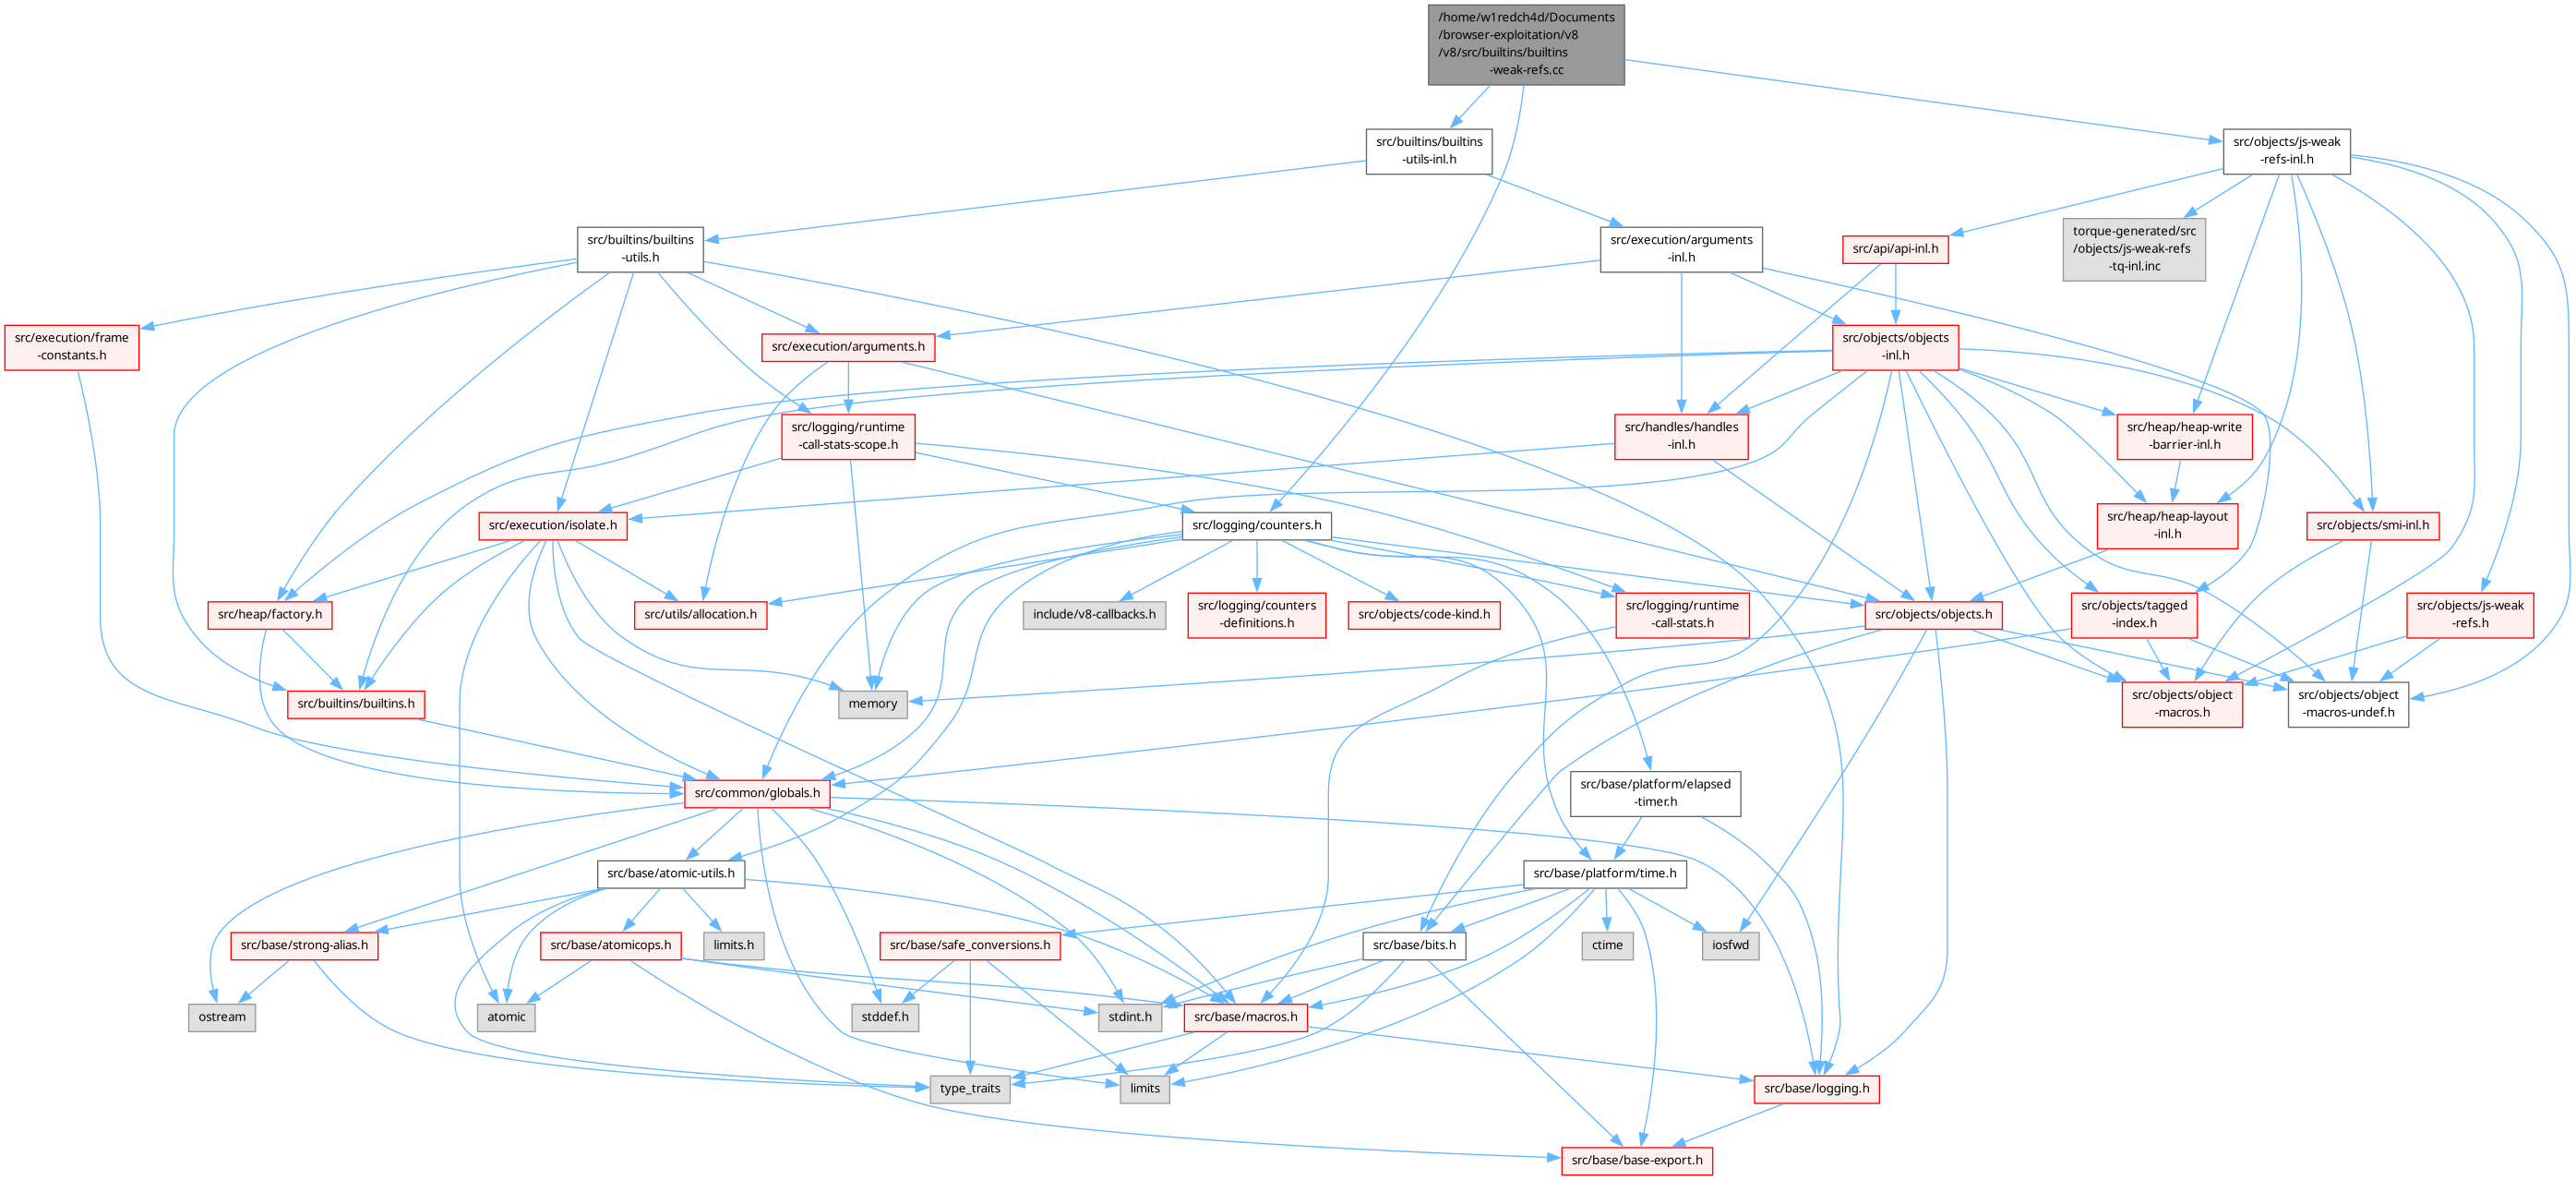 /home/w1redch4d/Documents
/browser-exploitation/v8
/v8/src/builtins/builtins
-weak-refs.cc
src/builtins/builtins
-utils-inl.h
src/objects/js-weak
-refs-inl.h
src/builtins/builtins
-utils.h
src/execution/arguments
-inl.h
src/api/api-inl.h
torque-generated/src
/objects/js-weak-refs
-tq-inl.inc
src/execution/frame
-constants.h
src/execution/arguments.h
src/objects/objects
-inl.h
src/logging/runtime
-call-stats-scope.h
src/handles/handles
-inl.h
src/heap/heap-write
-barrier-inl.h
src/execution/isolate.h
src/logging/counters.h
src/heap/heap-layout
-inl.h
src/objects/smi-inl.h
src/heap/factory.h
src/utils/allocation.h
include/v8-callbacks.h
src/logging/counters
-definitions.h
src/objects/code-kind.h
src/logging/runtime
-call-stats.h
src/objects/objects.h
src/objects/tagged
-index.h
src/objects/js-weak
-refs.h
src/builtins/builtins.h
memory
src/objects/object
-macros.h
src/objects/object
-macros-undef.h
src/common/globals.h
src/base/platform/elapsed
-timer.h
src/base/atomic-utils.h
src/base/platform/time.h
src/base/strong-alias.h
src/base/atomicops.h
limits.h
src/base/safe_conversions.h
src/base/bits.h
ctime
iosfwd
ostream
atomic
stddef.h
stdint.h
src/base/macros.h
type_traits
limits
src/base/logging.h
src/base/base-export.h